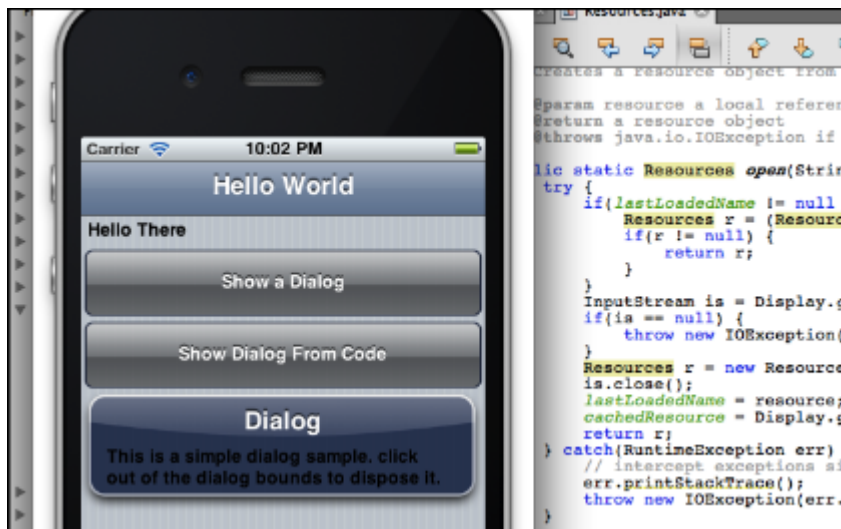 Resources.java
Carrier
10:02 PM
Hello World
Hello There
Show a Dialog
Show Dialog From Code
Dialog
This is a simple dialog sample. click
out of the dialog bounds to dispose it.
Creates a resource object from
@param resource a local referen
@return a resource object
@throws java.io.IOException if
lic static Resources open(Strin
try {
if(lastLoadedName != null
Resources r = (Resourc
if(r != null) {
return r;
}
}
InputStream is = Display.g
if(is == null) {
throw new IOException(
}
Resources r = new Resource
is.close();
lastLoadedName = resource;
cachedResource = Display.g
return r;
} catch(RuntimeException err)
// intercept exceptions si
err.printStackTrace();
throw new IOException(err.
}